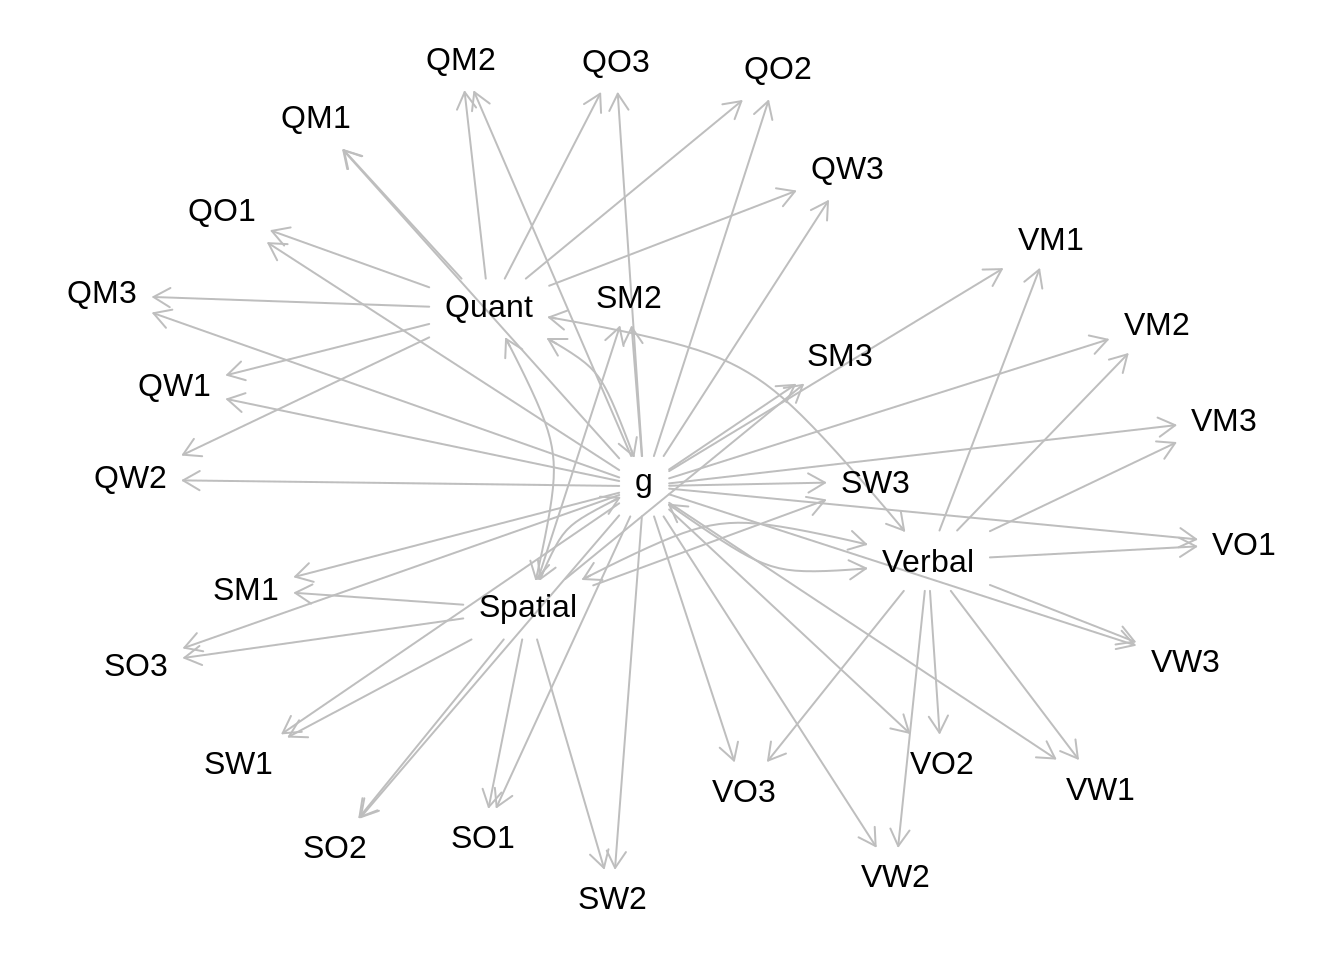 QM2
QO3
QO2
QM1
QW3
QO1
VM1
QM3
Quant
SM2
VM2
SM3
QW1
VM3
QW2
g
SW3
VO1
Verbal
SM1
Spatial
SO3
VW3
SW1
VO2
VO3
VW1
SO2
SO1
VW2
SW2